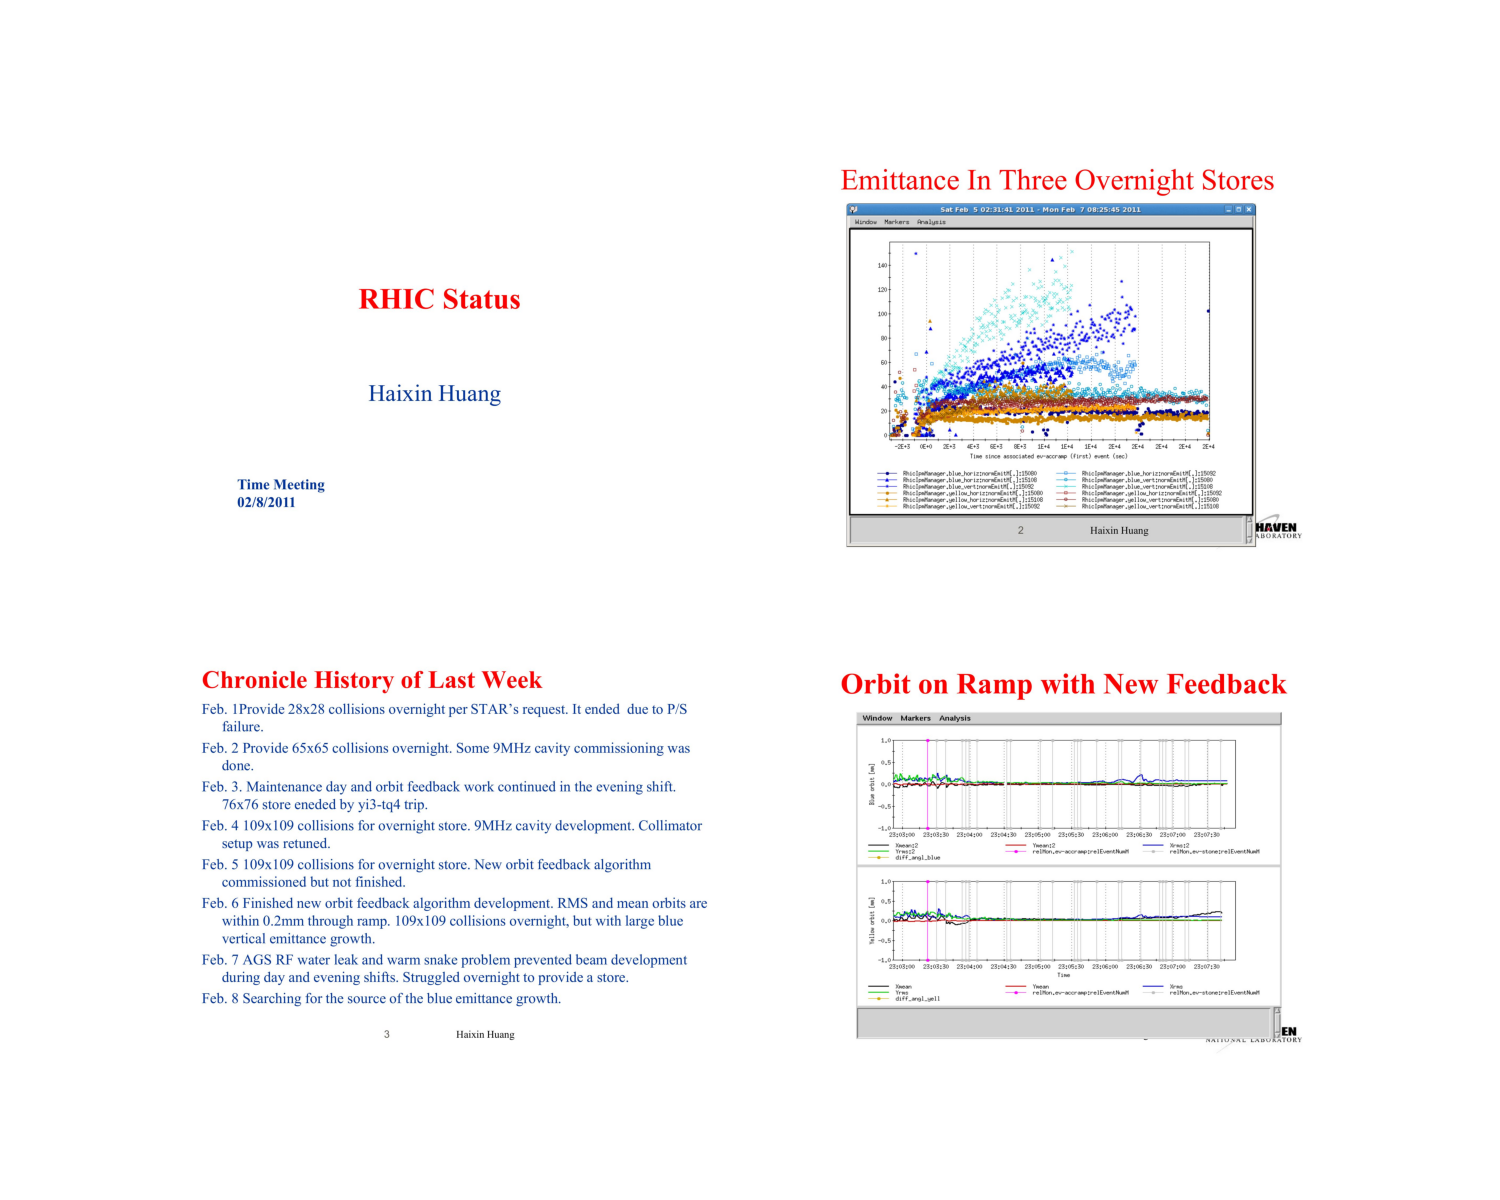 RHIC Status
Haixin Huang
Time Meeting
02/8/2011
Emittance In Three Overnight Stores
Sat Feb 5 02:31:41 2011 - Mon Feb 7 08:25:45 2011
Window Markers Analysis
140
120
100
80
60
40
20
0
-2E+3 0E+0 2E+3 4E+3 6E+3 8E+3 1E+4 1E+4 1E+4 2E+4 2E+4 2E+4 2E+4 2E+4
Time since associated ev-accramp (first) event (sec)
RhicIpmManager.blue_horiz:normEmitM[.]:15080 RhicIpmManager.blue_horiz:normEmitM[.]:15092
RhicIpmManager.blue_horiz:normEmitM[.]:15108 RhicIpmManager.blue_vert:normEmitM[.]:15080
RhicIpmManager.blue_vert:normEmitM[.]:15092 RhicIpmManager.blue_vert:normEmitM[.]:15108
RhicIpmManager.yellow_horiz:normEmitM[.]:15080 RhicIpmManager.yellow_horiz:normEmitM[.]:15092
RhicIpmManager.yellow_horiz:normEmitM[.]:15108 RhicIpmManager.yellow_vert:normEmitM[.]:15080
RhicIpmManager.yellow_vert:normEmitM[.]:15092 RhicIpmManager.yellow_vert:normEmitM[.]:15108
2 Haixin Huang
HAVEN
ABORATORY
Chronicle History of Last Week
Feb. 1Provide 28x28 collisions overnight per STAR's request. It ended due to P/S
failure.
Feb. 2 Provide 65x65 collisions overnight. Some 9MHz cavity commissioning was
done.
Feb. 3. Maintenance day and orbit feedback work continued in the evening shift.
76x76 store eneded by yi3-tq4 trip.
Feb. 4 109x109 collisions for overnight store. 9MHz cavity development. Collimator
setup was retuned.
Feb. 5 109x109 collisions for overnight store. New orbit feedback algorithm
commissioned but not finished.
Feb. 6 Finished new orbit feedback algorithm development. RMS and mean orbits are
within 0.2mm through ramp. 109x109 collisions overnight, but with large blue
vertical emittance growth.
Feb. 7 AGS RF water leak and warm snake problem prevented beam development
during day and evening shifts. Struggled overnight to provide a store.
Feb. 8 Searching for the source of the blue emittance growth.
3 Haixin Huang
Orbit on Ramp with New Feedback
Window Markers Analysis
Blue orbit [mm]
1.0
0.5
0.0
-0.5
-1.0
23:03:00 23:03:30 23:04:00 23:04:30 23:05:00 23:05:30 23:06:00 23:06:30 23:07:00 23:07:30
Xmean:2 Ymean:2 Xrms:2
Yrms:2 relMon.ev-accramp:relEventNumM relMon.ev-stone:relEventNumM
diff_angl_blue
Yellow orbit [mm]
1.0
0.5
0.0
-0.5
-1.0
23:03:00 23:03:30 23:04:00 23:04:30 23:05:00 23:05:30 23:06:00 23:06:30 23:07:00 23:07:30
Time
Xmean Ymean Xrms
Yrms relMon.ev-accramp:relEventNumM relMon.ev-stone:relEventNumM
diff_angl_yell
EN
NATIONAL LABORATORY